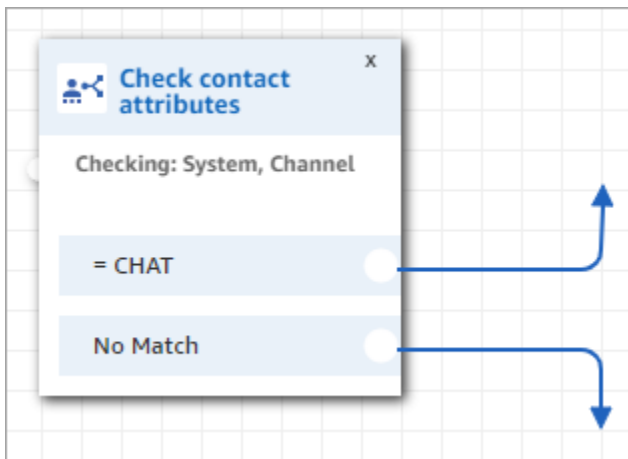 x
Check contact
attributes
Checking: System, Channel
= CHAT
No Match